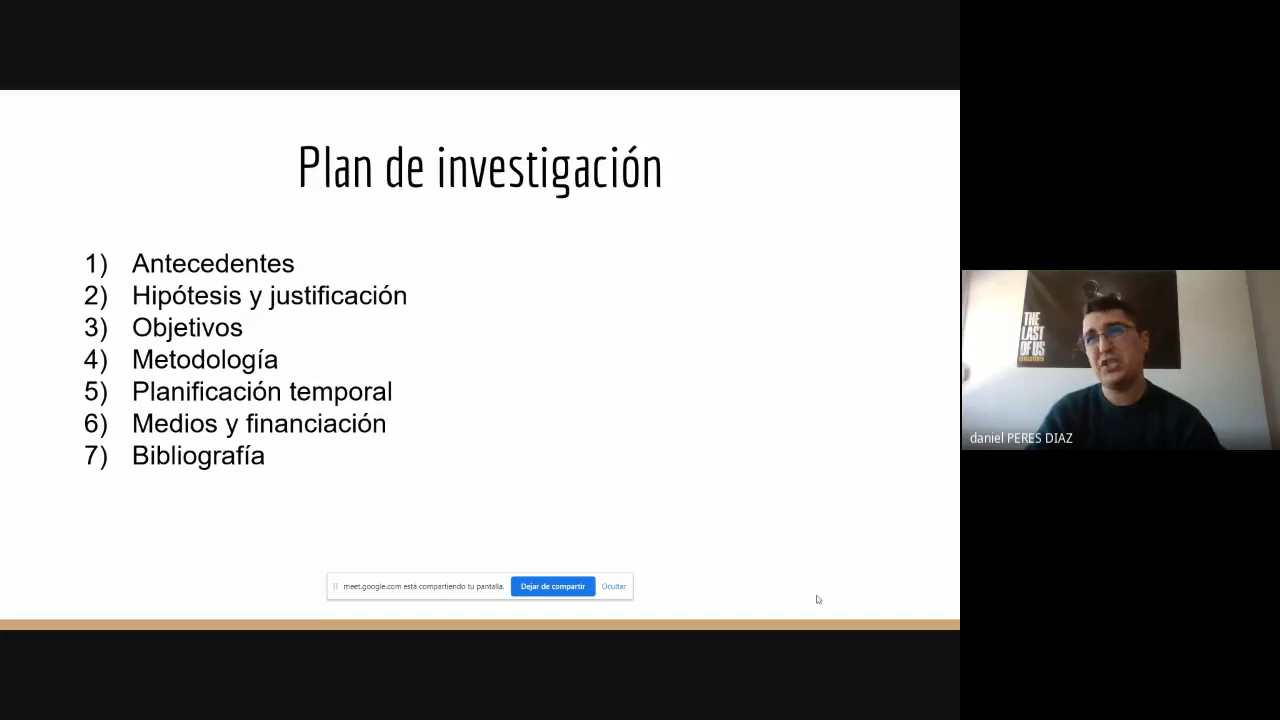 Plan de investigación
1) Antecedentes
2) Hipótesis y justificación
3) Objetivos
4) Metodología
5) Planificación temporal
6) Medios y financiación
7) Bibliografía
meet.google.com está compartiendo tu pantalla. Dejar de compartir Ocultar
THE
LAST
OF US
daniel PERES DIAZ